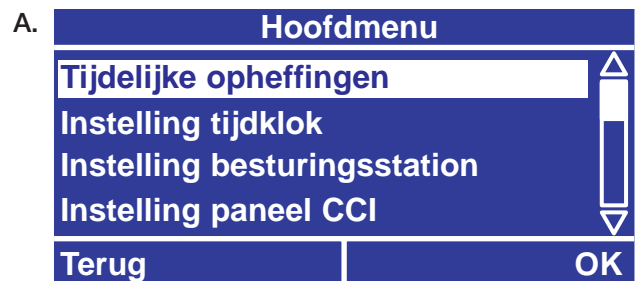 A.
Hoofdmenu
Tijdelijke opheffingen
Instelling tijdklok
Instelling besturingsstation
Instelling paneel CCI
Terug OK